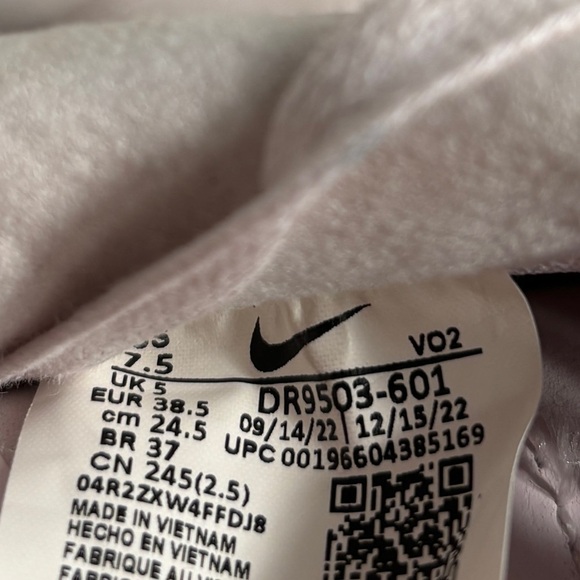 7.5
VO2
UK 5
EUR 38.5
cm 24.5
BR 37
CN 245(2.5)
04R2ZXW4FFDJ8
MADE IN VIETNAM
HECHO EN VIETNAM
FABRIQUE AU
FABRICA
DR9503-601
09/14/22 12/15/22
UPC 00196604385169